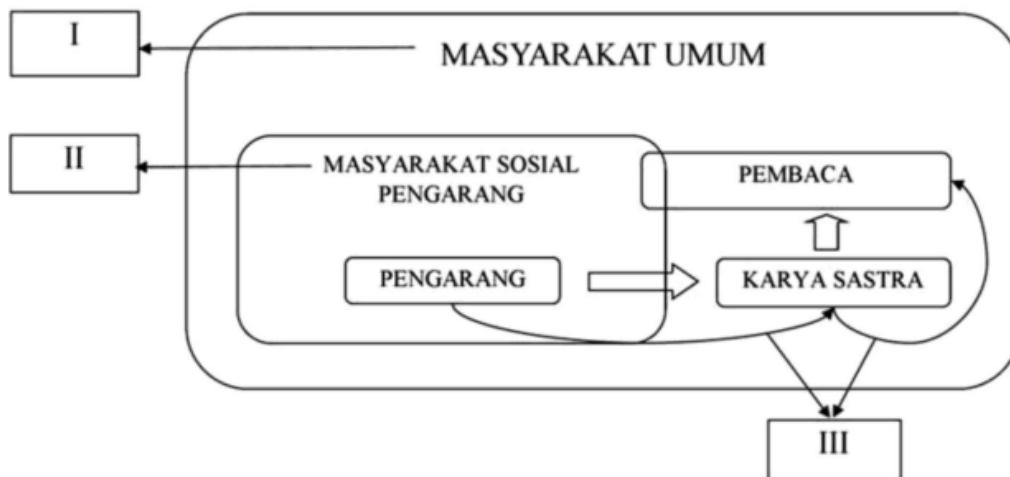 I
MASYARAKAT UMUM
II
MASYARAKAT SOSIAL
PENGARANG
PEMBACA
PENGARANG
KARYA SASTRA
III